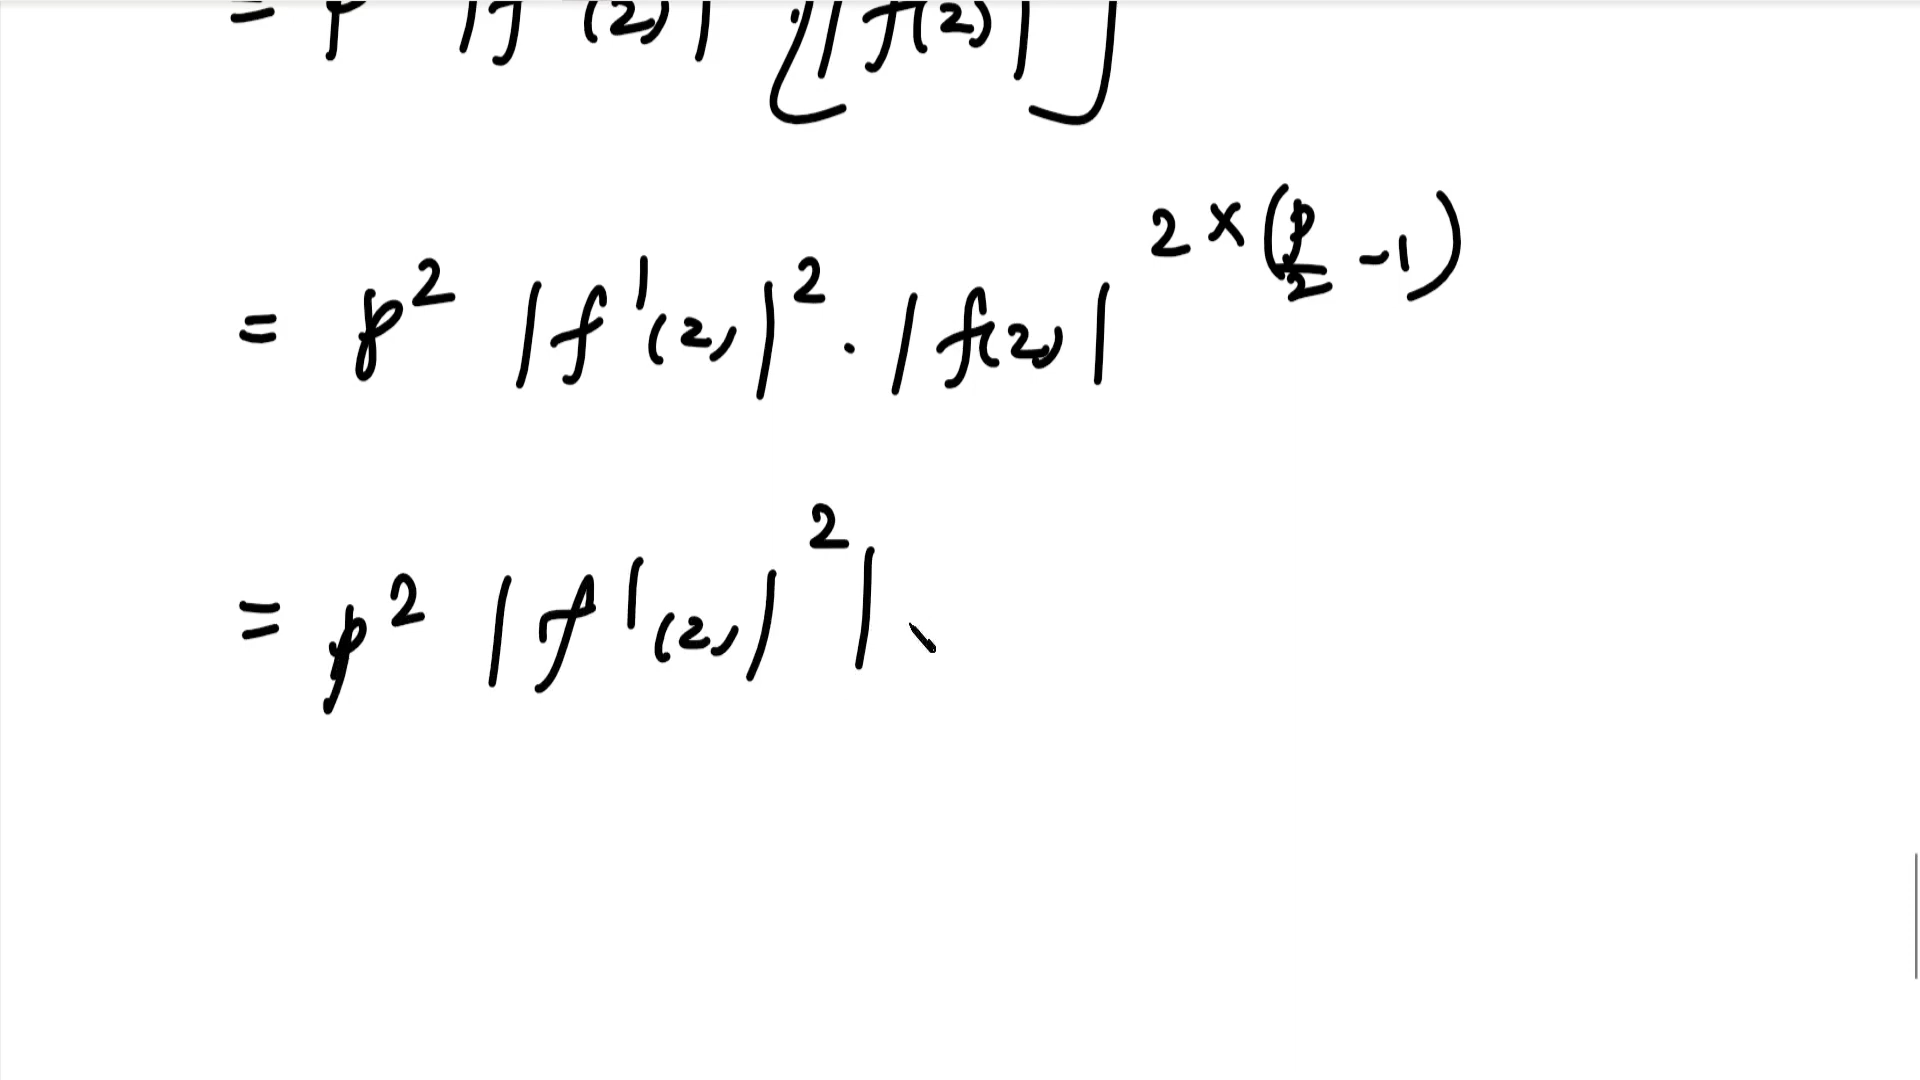 = p |f'(z)| [|f(z)|]
= p² |f'(z)|² · |f(z)|^{2×(p/2 -1)}
= p² |f'(z)|² |